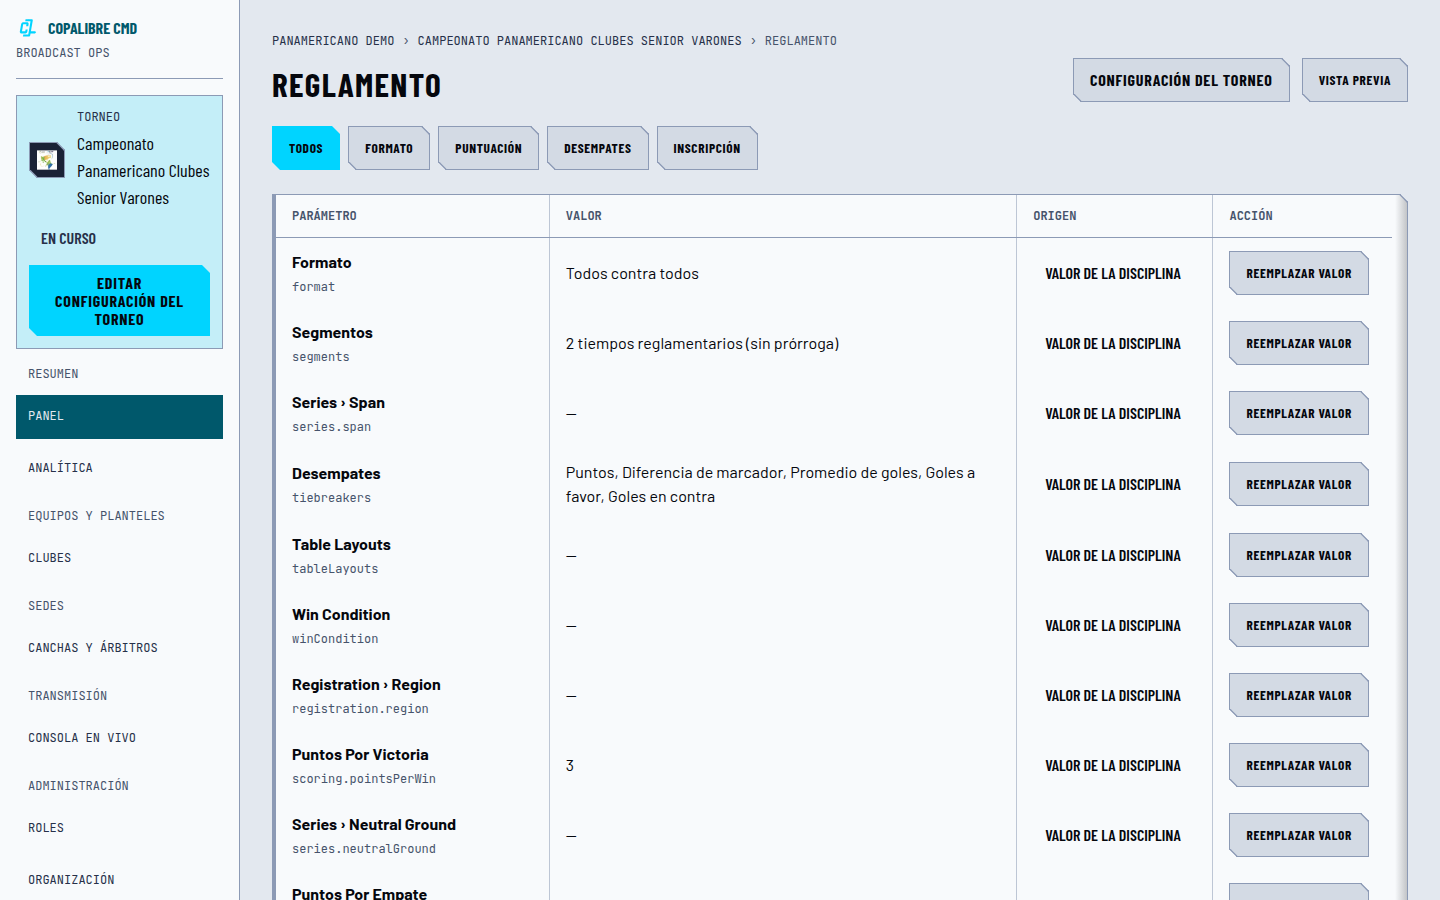 COPALIBRE CMD
BROADCAST OPS
TORNEO
Campeonato
Panamericano Clubes
Senior Varones
EN CURSO
EDITAR
CONFIGURACIÓN DEL
TORNEO
RESUMEN
PANEL
ANALÍTICA
EQUIPOS Y PLANTELES
CLUBES
SEDES
CANCHAS Y ÁRBITROS
TRANSMISIÓN
CONSOLA EN VIVO
ADMINISTRACIÓN
ROLES
ORGANIZACIÓN
PANAMERICANO DEMO › CAMPEONATO PANAMERICANO CLUBES SENIOR VARONES › REGLAMENTO
REGLAMENTO
CONFIGURACIÓN DEL TORNEO
VISTA PREVIA
TODOS
FORMATO
PUNTUACIÓN
DESEMPATES
INSCRIPCIÓN
PARÁMETRO VALOR ORIGEN ACCIÓN
Formato
format
Todos contra todos
VALOR DE LA DISCIPLINA
REEMPLAZAR VALOR
Segmentos
segments
2 tiempos reglamentarios (sin prórroga)
VALOR DE LA DISCIPLINA
REEMPLAZAR VALOR
Series › Span
series.span
—
VALOR DE LA DISCIPLINA
REEMPLAZAR VALOR
Desempates
tiebreakers
Puntos, Diferencia de marcador, Promedio de goles, Goles a
favor, Goles en contra
VALOR DE LA DISCIPLINA
REEMPLAZAR VALOR
Table Layouts
tableLayouts
—
VALOR DE LA DISCIPLINA
REEMPLAZAR VALOR
Win Condition
winCondition
—
VALOR DE LA DISCIPLINA
REEMPLAZAR VALOR
Registration › Region
registration.region
—
VALOR DE LA DISCIPLINA
REEMPLAZAR VALOR
Puntos Por Victoria
scoring.pointsPerWin
3
VALOR DE LA DISCIPLINA
REEMPLAZAR VALOR
Series › Neutral Ground
series.neutralGround
—
VALOR DE LA DISCIPLINA
REEMPLAZAR VALOR
Puntos Por Empate